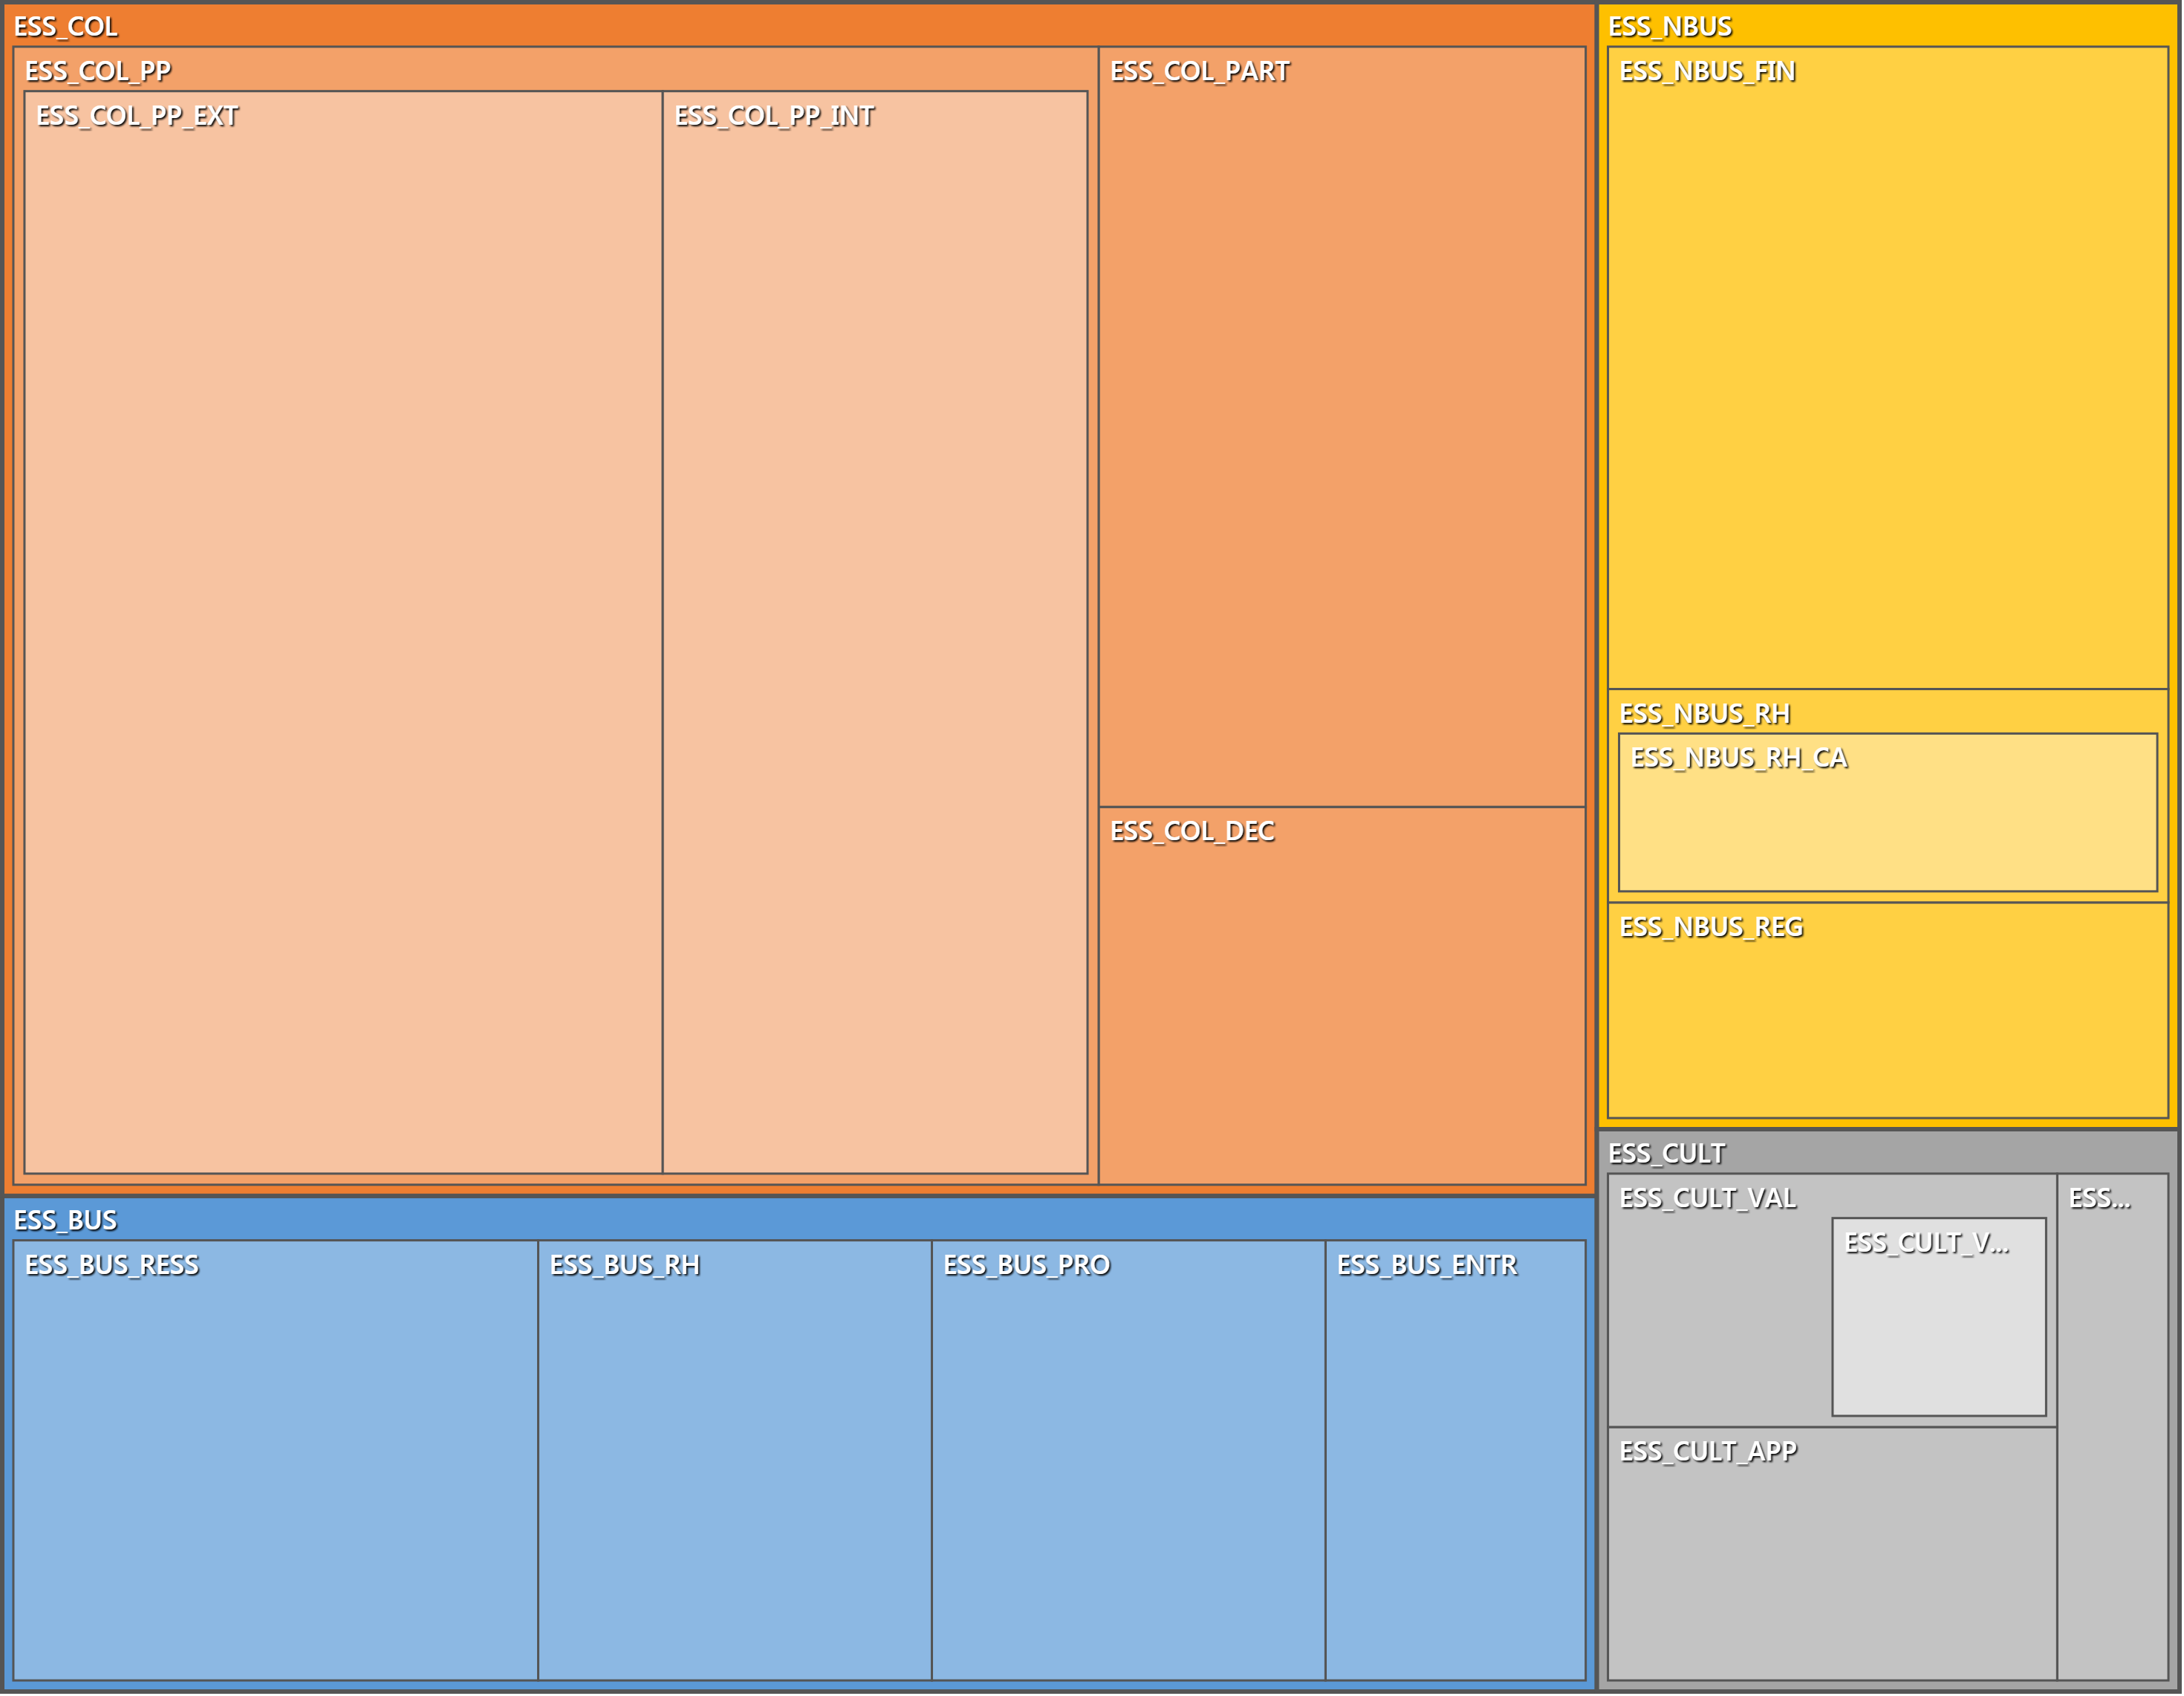 ESS_COL
ESS_COL_PP
ESS_COL_PP_EXT
ESS_COL_PP_INT
ESS_COL_PART
ESS_COL_DEC
ESS_NBUS
ESS_NBUS_FIN
ESS_NBUS_RH
ESS_NBUS_RH_CA
ESS_NBUS_REG
ESS_BUS
ESS_BUS_RESS
ESS_BUS_RH
ESS_BUS_PRO
ESS_BUS_ENTR
ESS_CULT
ESS_CULT_VAL
ESS_CULT_V...
ESS...
ESS_CULT_APP